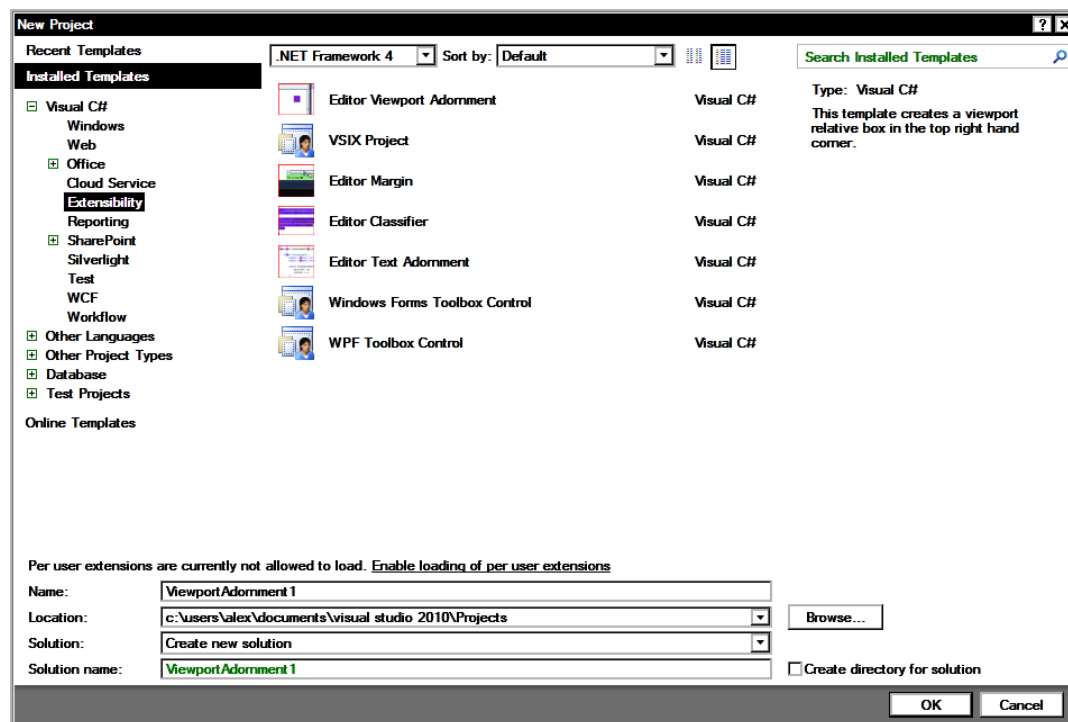 New Project
? X
Recent Templates
Installed Templates
Visual C#
Windows
Web
Office
Cloud Service
Extensibility
Reporting
SharePoint
Silverlight
Test
WCF
Workflow
Other Languages
Other Project Types
Database
Test Projects
Online Templates
.NET Framework 4 Sort by: Default
Editor Viewport Adornment Visual C#
VSIX Project Visual C#
Editor Margin Visual C#
Editor Classifier Visual C#
Editor Text Adornment Visual C#
Windows Forms Toolbox Control Visual C#
WPF Toolbox Control Visual C#
Search Installed Templates
Type: Visual C#
This template creates a viewport
relative box in the top right hand
corner.
Per user extensions are currently not allowed to load. Enable loading of per user extensions
Name: ViewportAdornment1
Location: c:\users\alex\documents\visual studio 2010\Projects Browse...
Solution: Create new solution
Solution name: ViewportAdornment1 Create directory for solution
OK Cancel